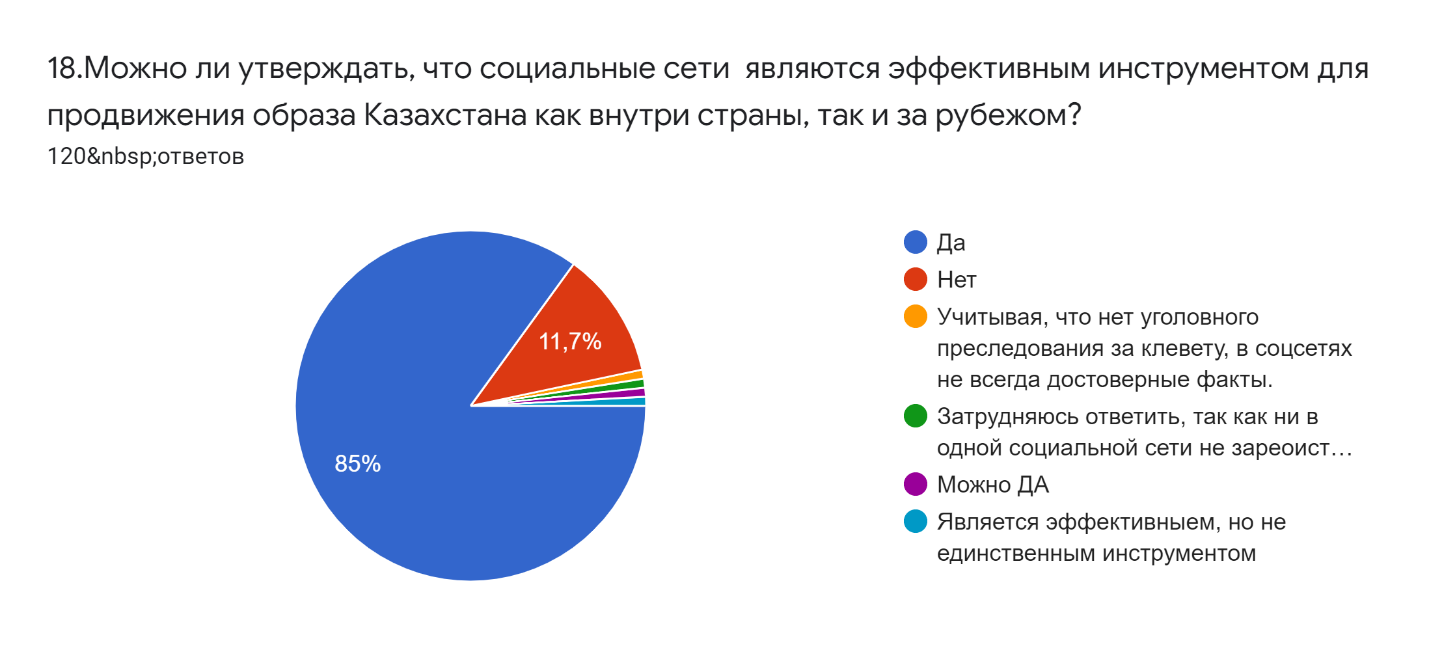 18.Можно ли утверждать, что социальные сети  являются эффективным инструментом для
продвижения образа Казахстана как внутри страны, так и за рубежом?
120&nbsp;ответов
Да
Нет
Учитывая, что нет уголовного
преследования за клевету, в соцсетях
не всегда достоверные факты.
Затрудняюсь ответить, так как ни в
одной социальной сети не зареоист…
Можно ДА
Является эффективныем, но не
единственным инструментом
11,7%
85%